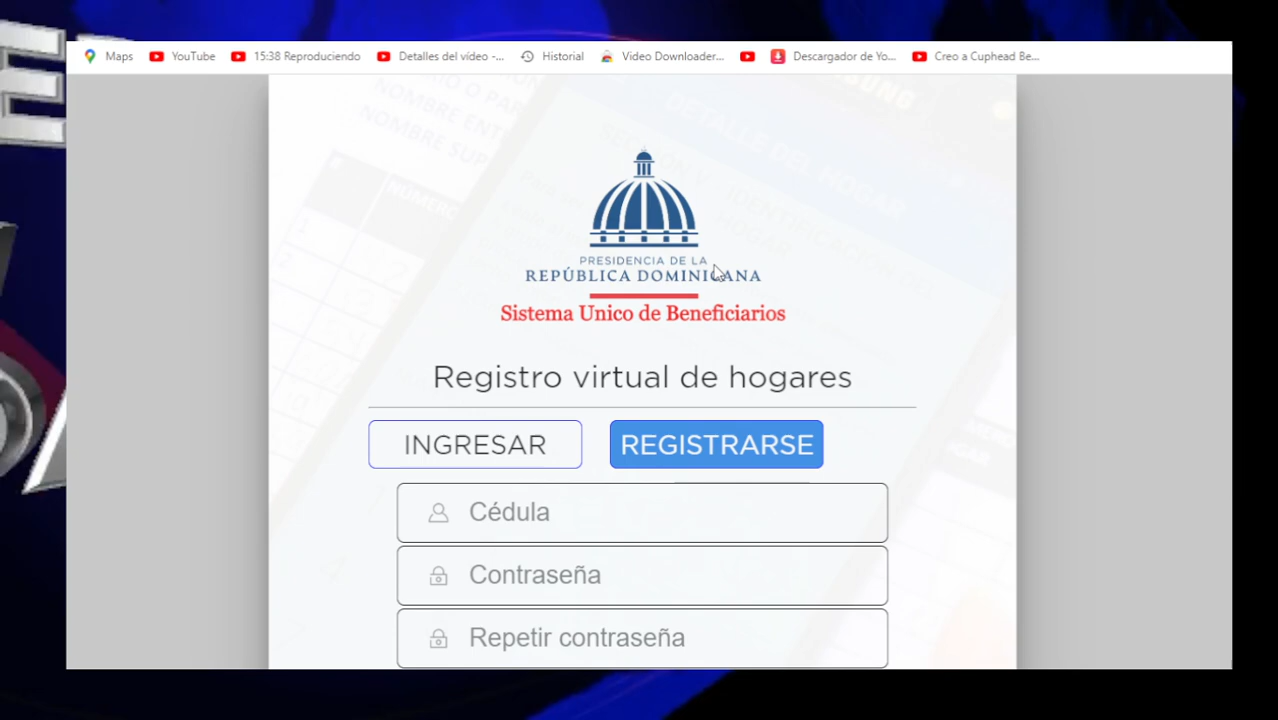 Maps YouTube 15:38 Reproduciendo Detalles del vídeo -... Historial Video Downloader... Descargador de Yo... Creo a Cuphead Be...
PRESIDENCIA DE LA
REPÚBLICA DOMINICANA
Sistema Unico de Beneficiarios
Registro virtual de hogares
INGRESAR REGISTRARSE
Cédula
Contraseña
Repetir contraseña